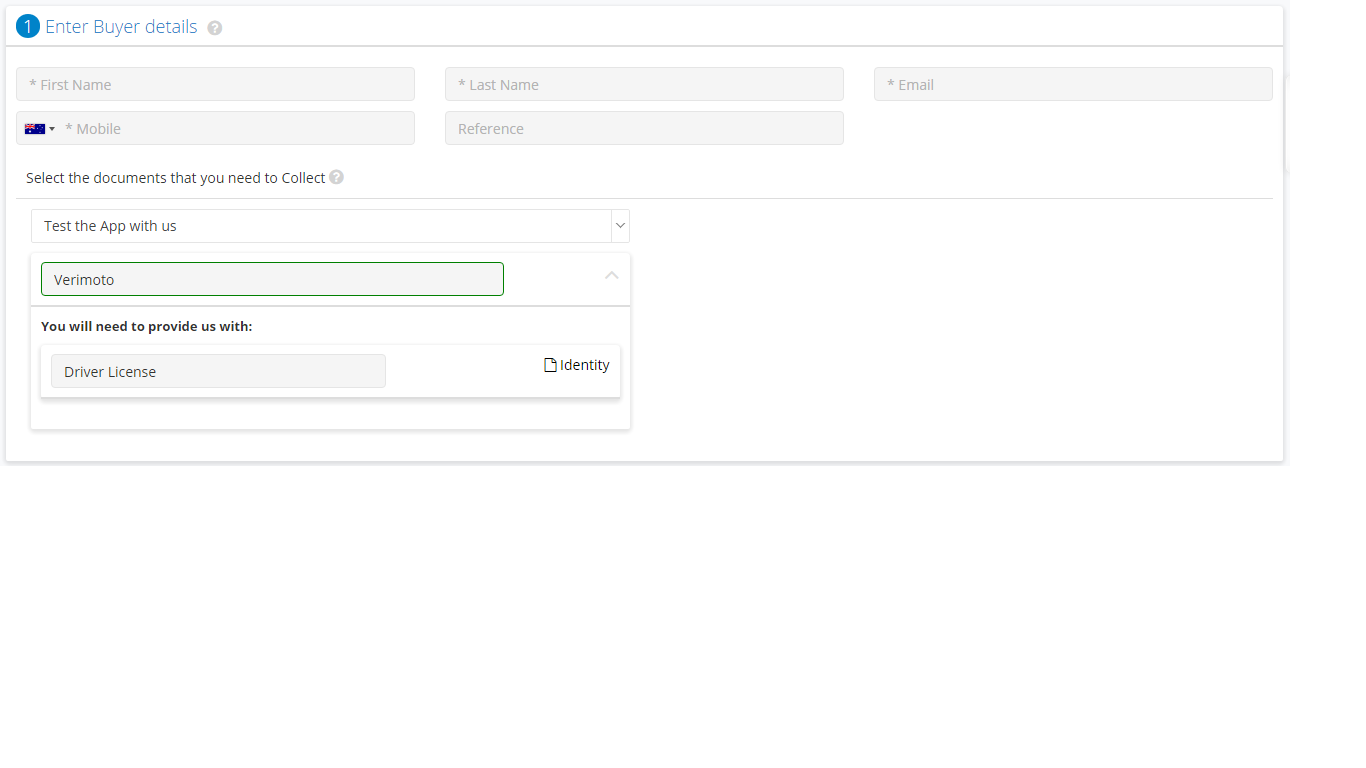 1 Enter Buyer details ?
* First Name * Last Name * Email
* Mobile Reference
Select the documents that you need to Collect ?
Test the App with us
Verimoto
You will need to provide us with:
Driver License Identity